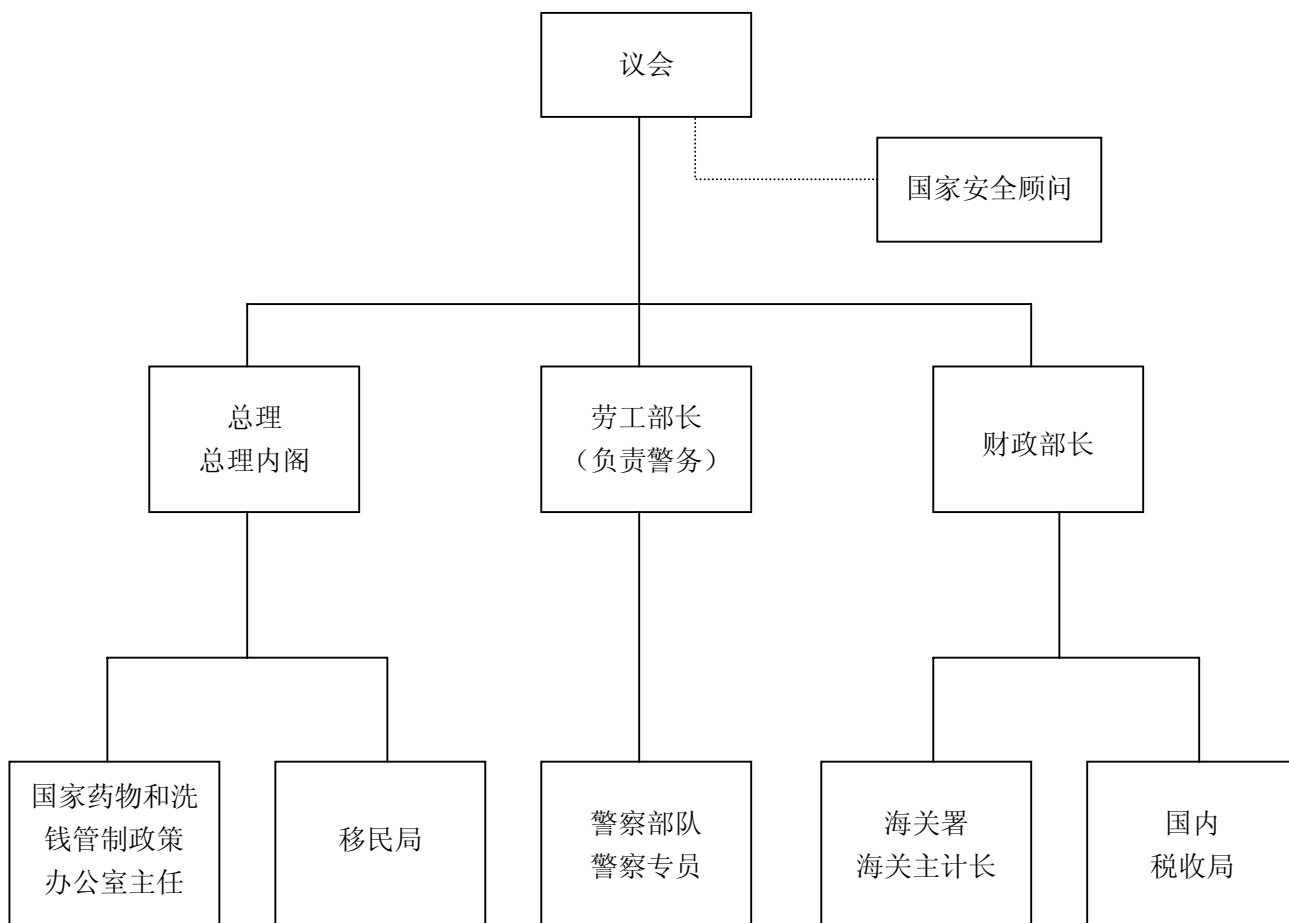 议会
国家安全顾问
总理
总理内阁
劳工部长
（负责警务）
财政部长
国家药物和洗
钱管制政策
办公室主任
移民局
警察部队
警察专员
海关署
海关主计长
国内
税收局